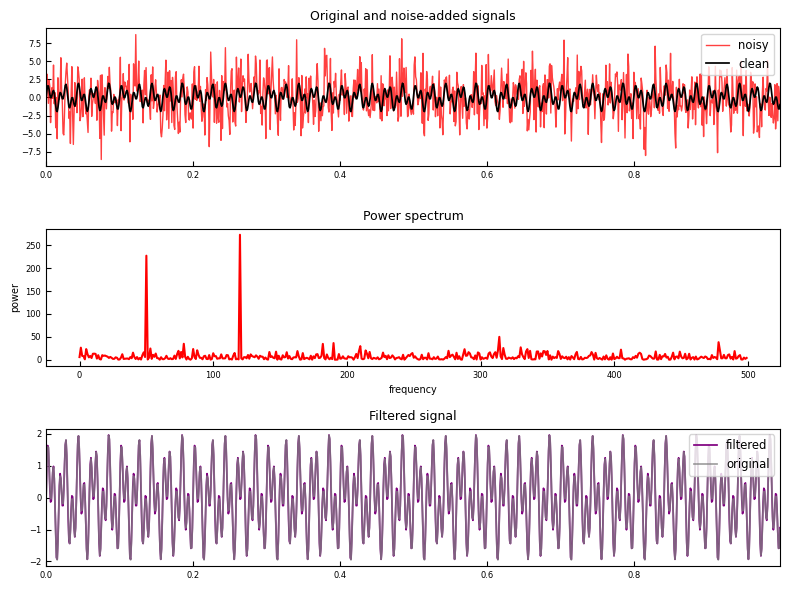 Original and noise-added signals
7.5
5.0
2.5
0.0
−2.5
−5.0
−7.5
noisy
clean
0.0 0.2 0.4 0.6 0.8
Power spectrum
power
250
200
150
100
50
0
0 100 200 300 400 500
frequency
Filtered signal
2
1
0
−1
−2
filtered
original
0.0 0.2 0.4 0.6 0.8